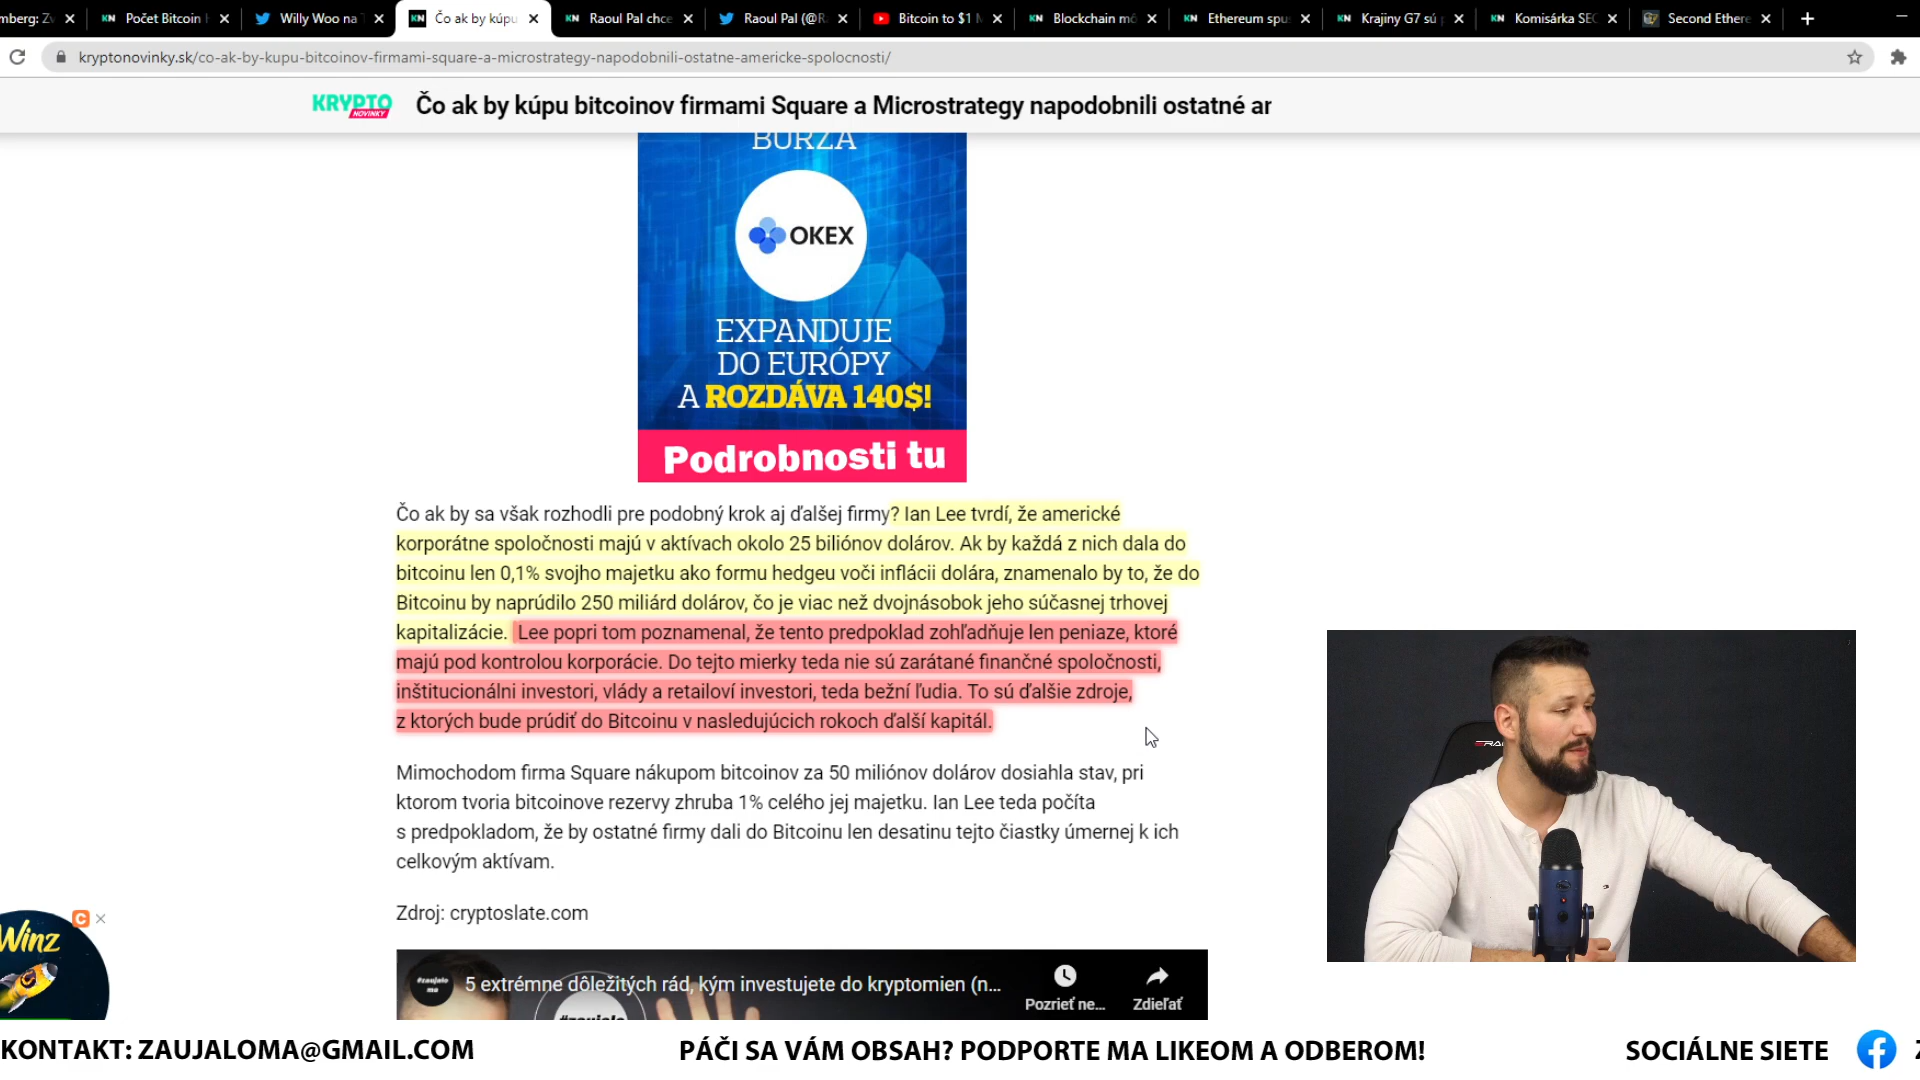 mberg: Zv
Počet Bitcoin
Willy Woo na
Čo ak by kúpu
Raoul Pal chce
Raoul Pal (@R
Bitcoin to $1 M
Blockchain mô
Ethereum spu
Krajiny G7 sú
Komisárka SEC
Second Ethere
kryptonovinky.sk/co-ak-by-kupu-bitcoinov-firmami-square-a-microstrategy-napodobnili-ostatne-americke-spolocnosti/
KRYPTO NOVINKY
Čo ak by kúpu bitcoinov firmami Square a Microstrategy napodobnili ostatné ar
BURZA
OKEX
EXPANDUJE
DO EURÓPY
A ROZDÁVA 140$!
Podrobnosti tu
Čo ak by sa však rozhodli pre podobný krok aj ďalšej firmy? Ian Lee tvrdí, že americké
korporátne spoločnosti majú v aktívach okolo 25 biliónov dolárov. Ak by každá z nich dala do
bitcoinu len 0,1% svojho majetku ako formu hedgeu voči inflácii dolára, znamenalo by to, že do
Bitcoinu by naprúdilo 250 miliárd dolárov, čo je viac než dvojnásobok jeho súčasnej trhovej
kapitalizácie. Lee popri tom poznamenal, že tento predpoklad zohľadňuje len peniaze, ktoré
majú pod kontrolou korporácie. Do tejto mierky teda nie sú zarátané finančné spoločnosti,
inštitucionálni investori, vlády a retailoví investori, teda bežní ľudia. To sú ďalšie zdroje,
z ktorých bude prúdiť do Bitcoinu v nasledujúcich rokoch ďalší kapitál.
Mimochodom firma Square nákupom bitcoinov za 50 miliónov dolárov dosiahla stav, pri
ktorom tvoria bitcoinove rezervy zhruba 1% celého jej majetku. Ian Lee teda počíta
s predpokladom, že by ostatné firmy dali do Bitcoinu len desatinu tejto čiastky úmernej k ich
celkovým aktívam.
Zdroj: cryptoslate.com
Winz
5 extrémne dôležitých rád, kým investujete do kryptomien (n...
Pozrieť ne...
Zdieľať
KONTAKT: ZAUJALOMA@GMAIL.COM
PÁČI SA VÁM OBSAH? PODPORTE MA LIKEOM A ODBEROM!
SOCIÁLNE SIETE